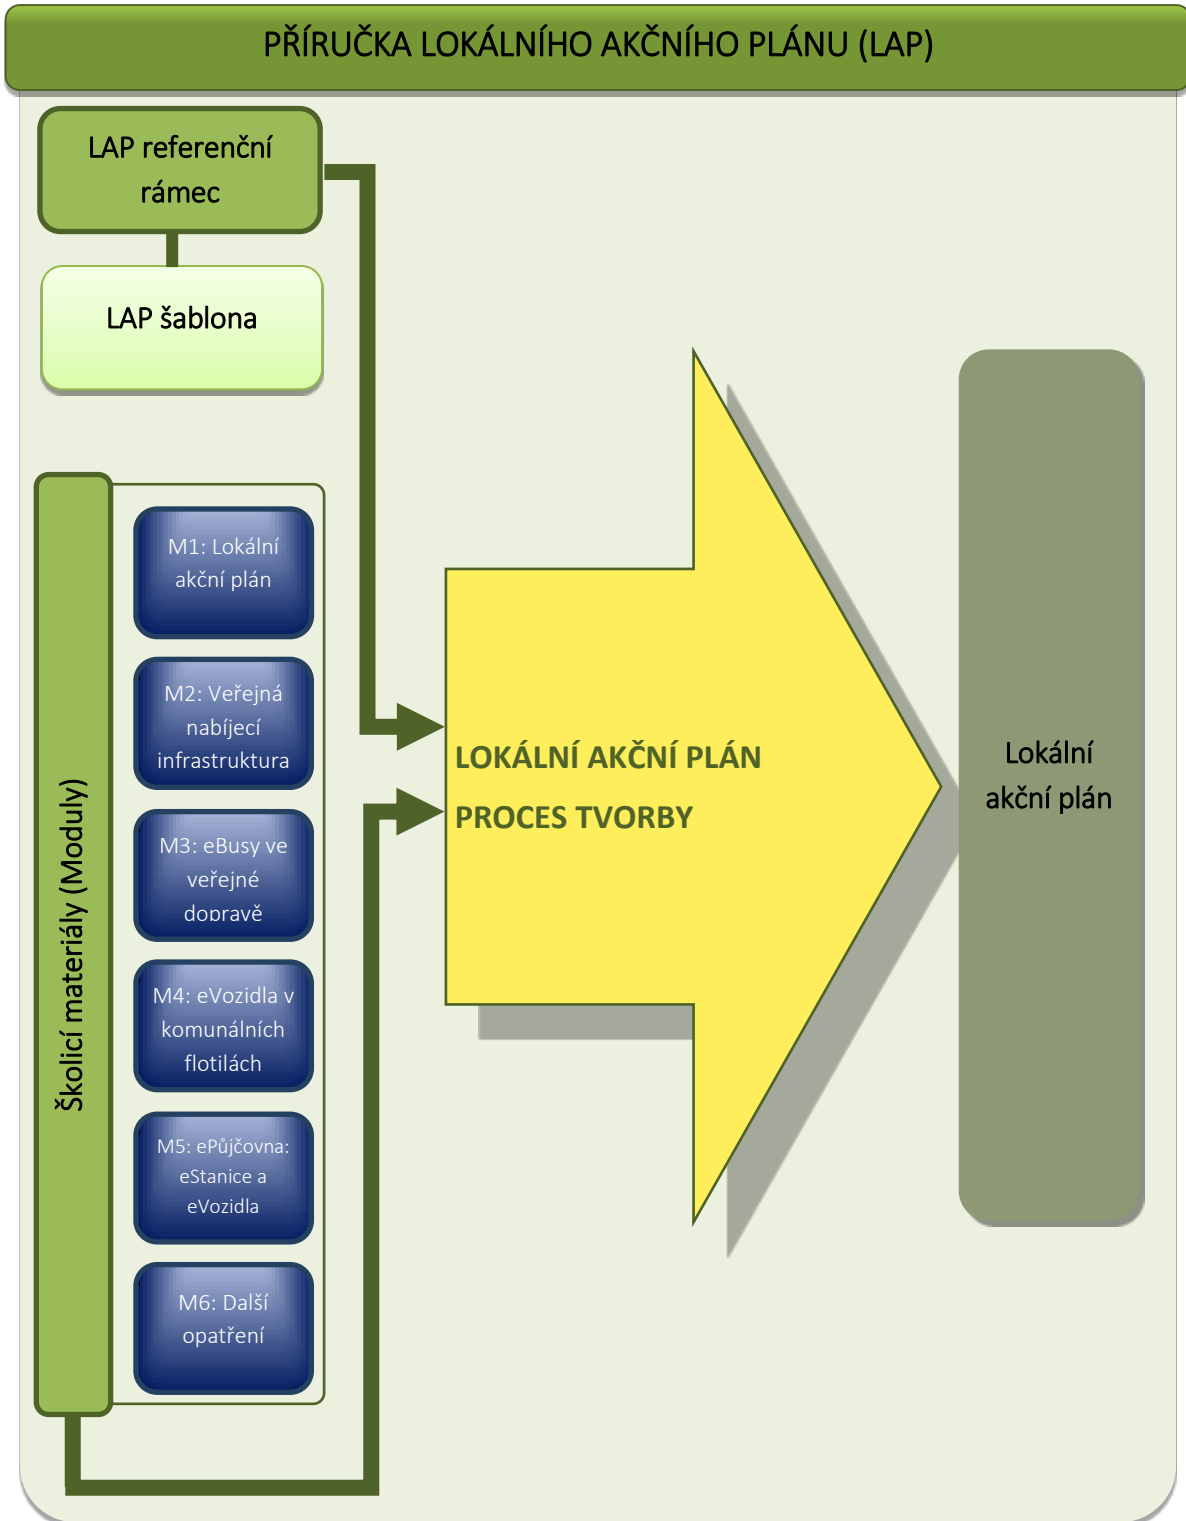 PŘÍRUČKA LOKÁLNÍHO AKČNÍHO PLÁNU (LAP)
LAP referenční
rámec
LAP šablona
Školicí materiály (Moduly)
M1: Lokální
akční plán
M2: Veřejná
nabíjecí
infrastruktura
M3: eBusy ve
veřejné
dopravě
M4: eVozidla v
komunálních
flotilách
M5: ePůjčovna:
eStanice a
eVozidla
M6: Další
opatření
LOKÁLNÍ AKČNÍ PLÁN
PROCES TVORBY
Lokální
akční plán